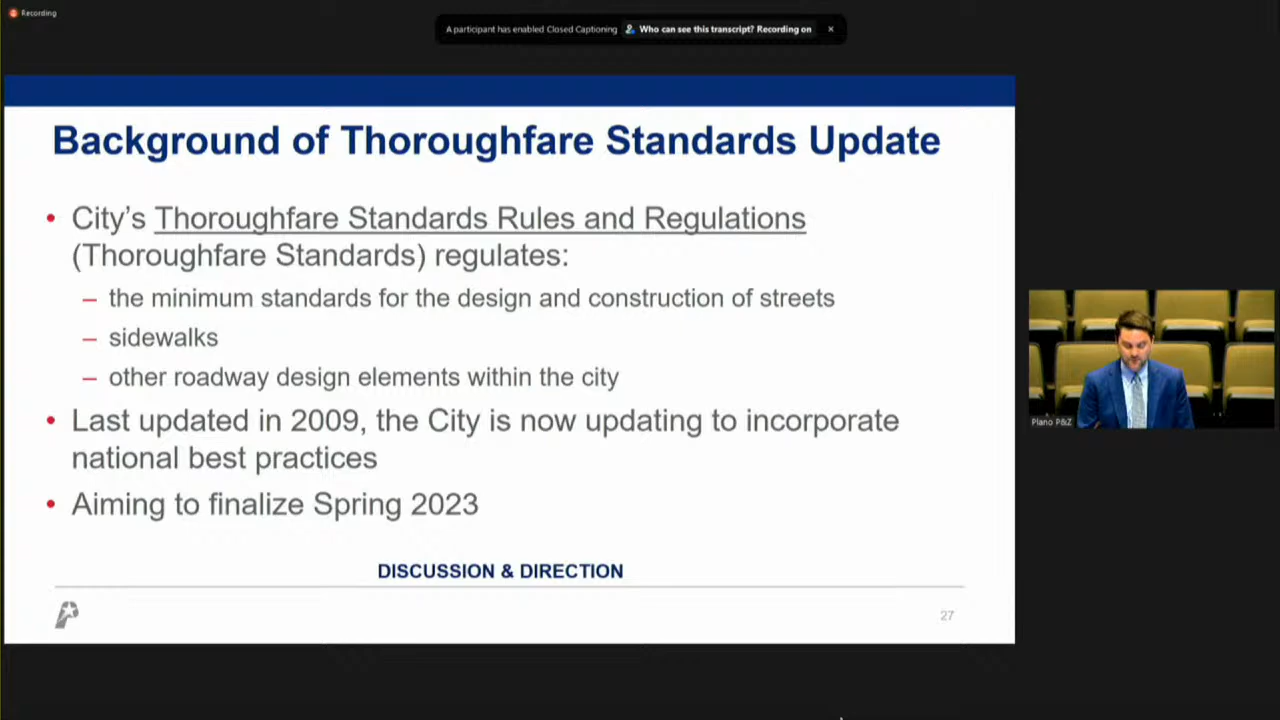 Recording
A participant has enabled Closed Captioning Who can see this transcript? Recording on ×
Background of Thoroughfare Standards Update
• City’s Thoroughfare Standards Rules and Regulations
(Thoroughfare Standards) regulates:
– the minimum standards for the design and construction of streets
– sidewalks
– other roadway design elements within the city
• Last updated in 2009, the City is now updating to incorporate
national best practices
• Aiming to finalize Spring 2023
DISCUSSION & DIRECTION
27
Plano P&Z